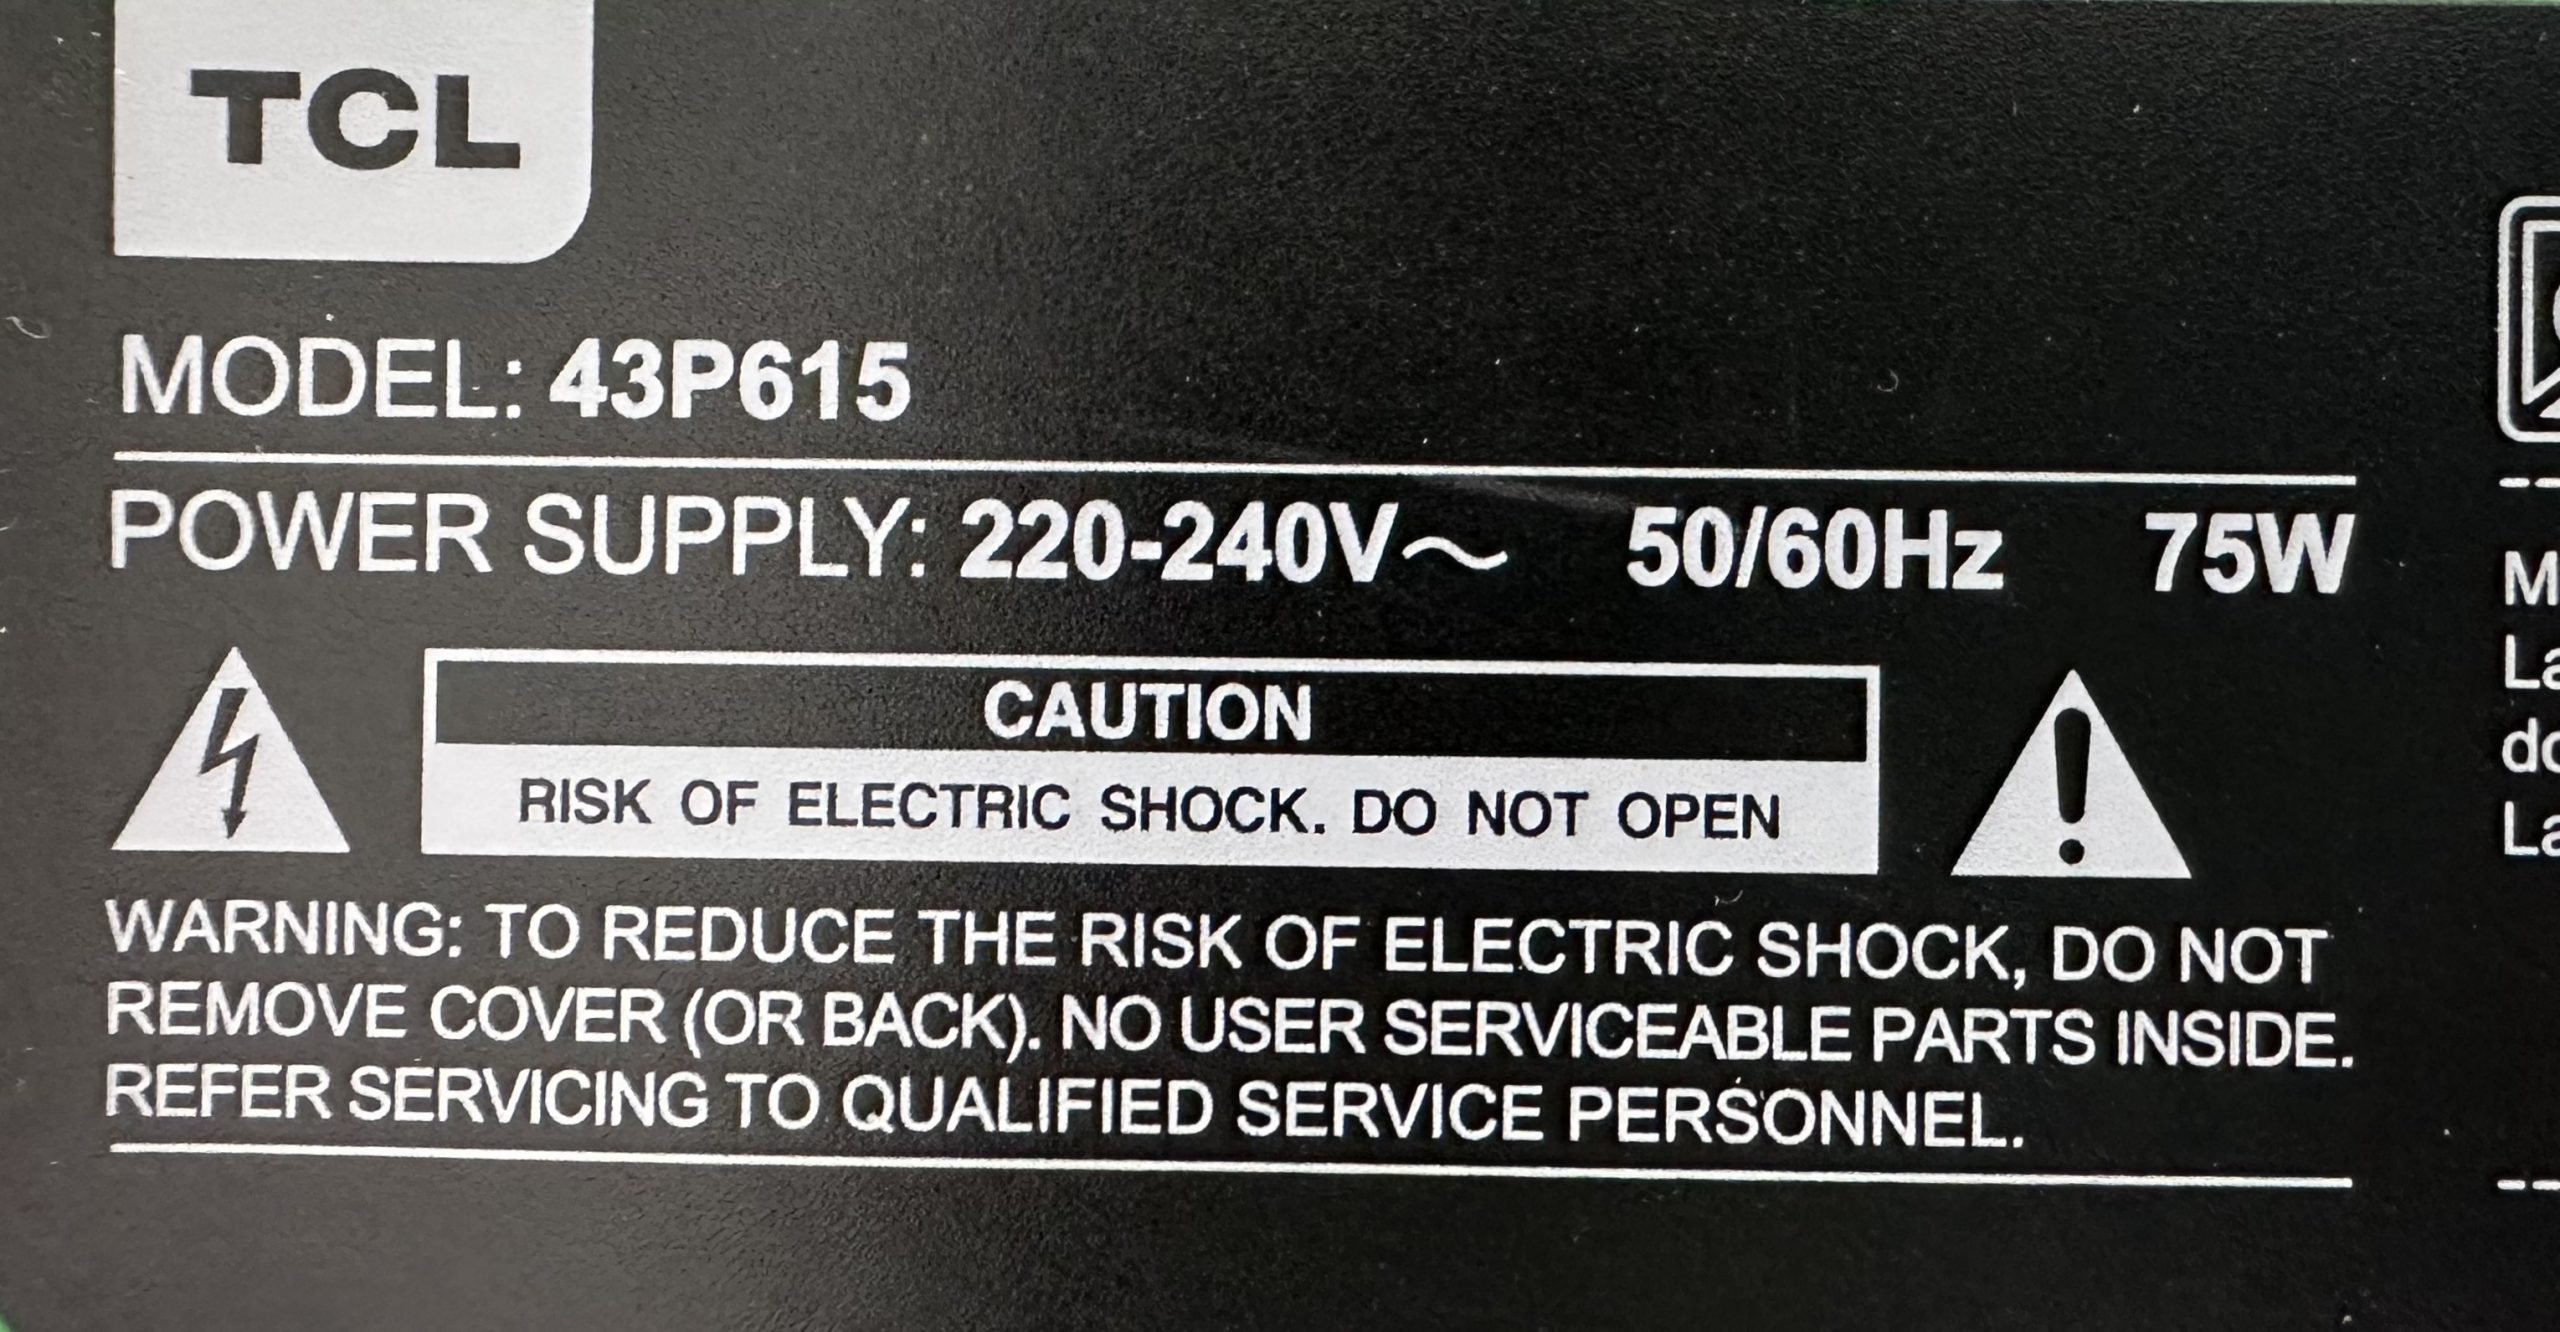 TCL
MODEL: 43P615
POWER SUPPLY: 220-240V～ 50/60Hz 75W
CAUTION
RISK OF ELECTRIC SHOCK. DO NOT OPEN
WARNING: TO REDUCE THE RISK OF ELECTRIC SHOCK, DO NOT
REMOVE COVER (OR BACK). NO USER SERVICEABLE PARTS INSIDE.
REFER SERVICING TO QUALIFIED SERVICE PERSONNEL.